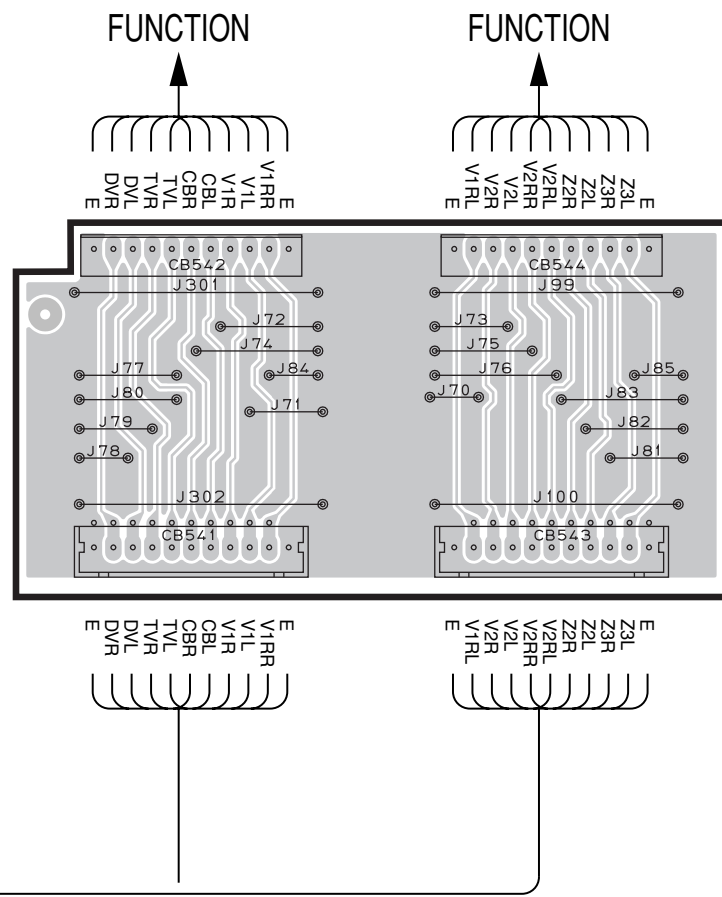 FUNCTION FUNCTION
E DVR DVL TVR TVL CBR CBL V1R V1L V1RR E
E V1RL V2R V2L V2RR V2RL Z2R Z2L Z3R Z3L E
CB542 CB544
J301 J99
J72 J73
J74 J75
J77 J84 J76 J85
J80 J71 J70 J83
J79 J82
J78 J81
J302 J100
CB541 CB543
E DVR DVL TVR TVL CBR CBL V1R V1L V1RR E
E V1RL V2R V2L V2RR V2RL Z2R Z2L Z3R Z3L E